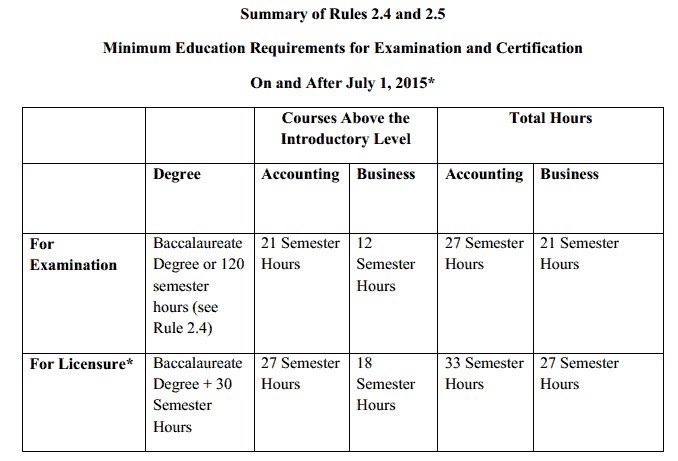 Summary of Rules 2.4 and 2.5
Minimum Education Requirements for Examination and Certification
On and After July 1, 2015*
Courses Above the
Introductory Level
Total Hours
Degree
Accounting
Business
Accounting
Business
For
Examination
Baccalaureate
Degree or 120
semester
hours (see
Rule 2.4)
21 Semester
Hours
12
Semester
Hours
27 Semester
Hours
21 Semester
Hours
For Licensure*
Baccalaureate
Degree + 30
Semester
Hours
27 Semester
Hours
18
Semester
Hours
33 Semester
Hours
27 Semester
Hours